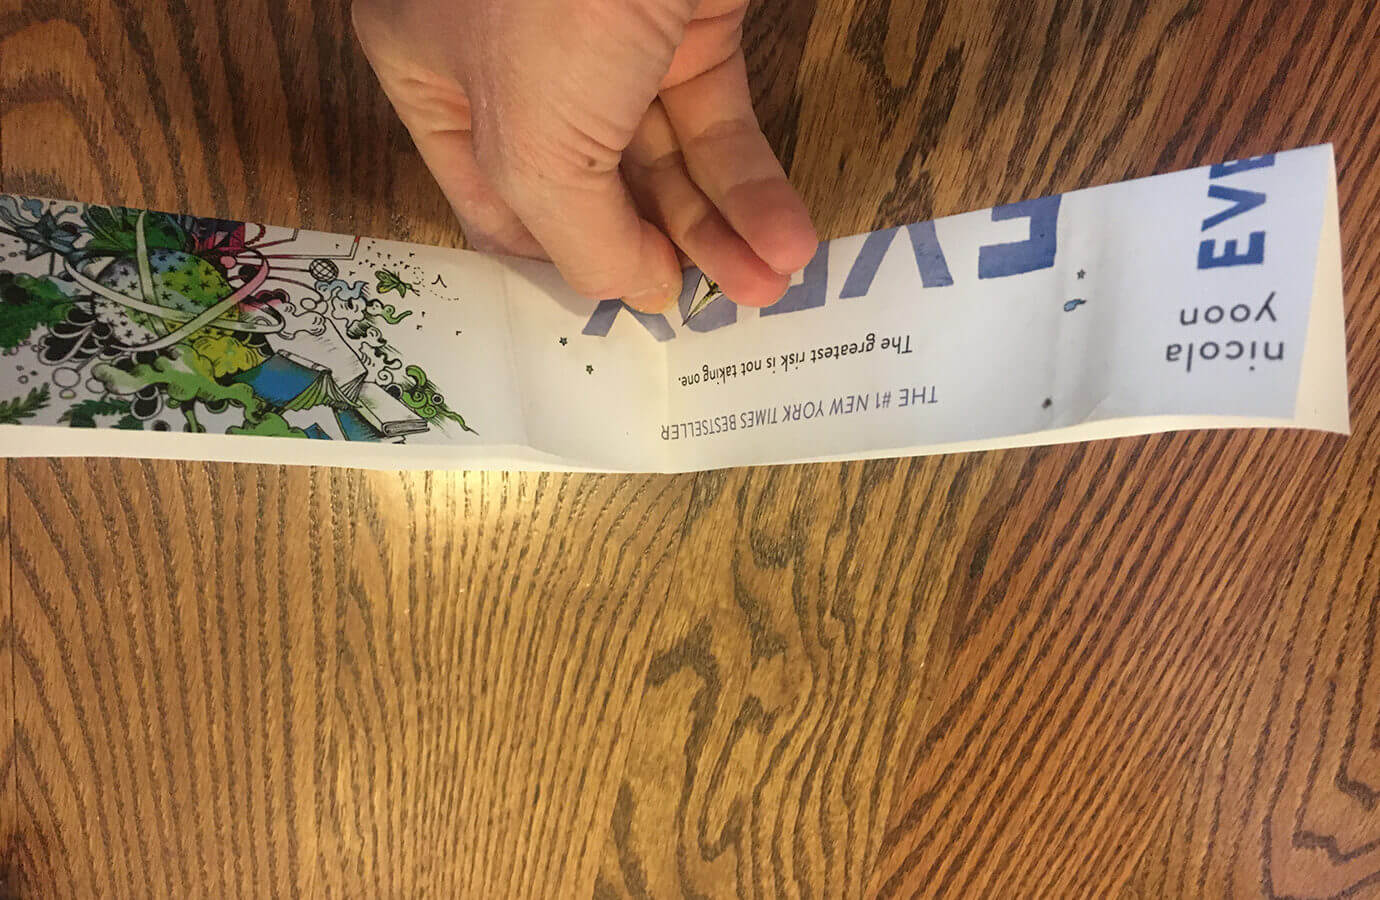 nicola
yoon
EVE
THE #1 NEW YORK TIMES BESTSELLER
The greatest risk is not taking one.
EVERY